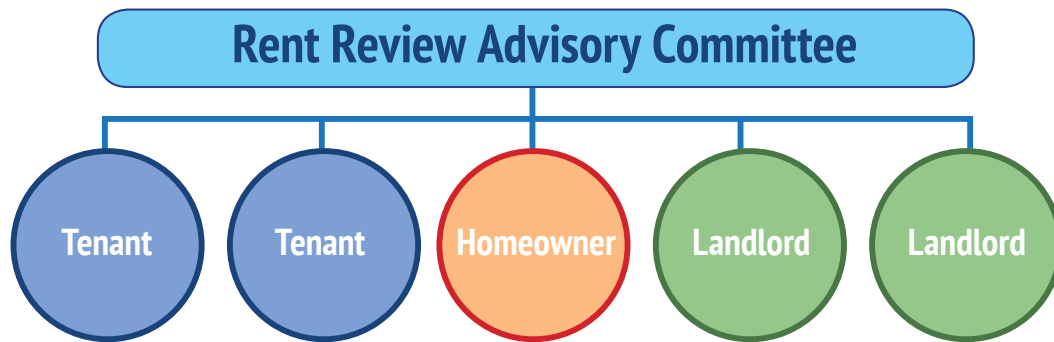 Rent Review Advisory Committee
Tenant
Tenant
Homeowner
Landlord
Landlord